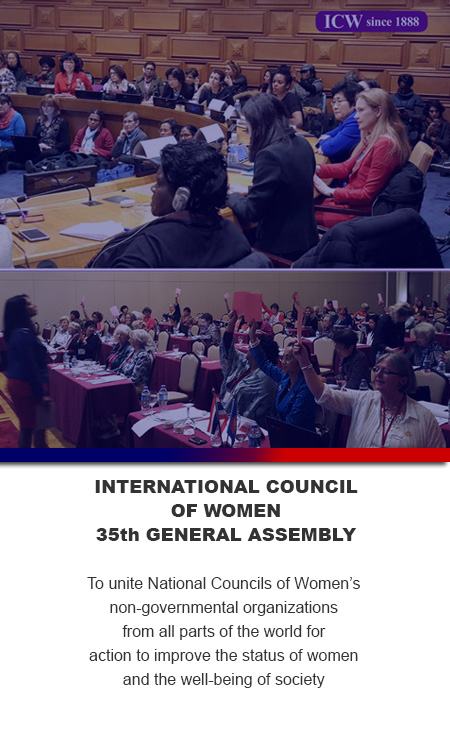 ICW since 1888
INTERNATIONAL COUNCIL
OF WOMEN
35th GENERAL ASSEMBLY
To unite National Councils of Women’s
non-governmental organizations
from all parts of the world for
action to improve the status of women
and the well-being of society